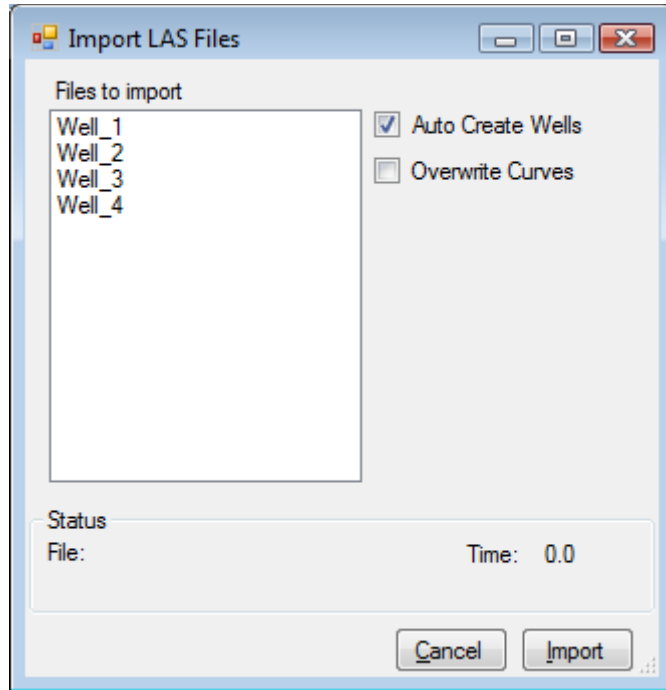 Import LAS Files
Files to import
Well_1
Well_2
Well_3
Well_4
Auto Create Wells
Overwrite Curves
Status
File:
Time: 0.0
Cancel
Import